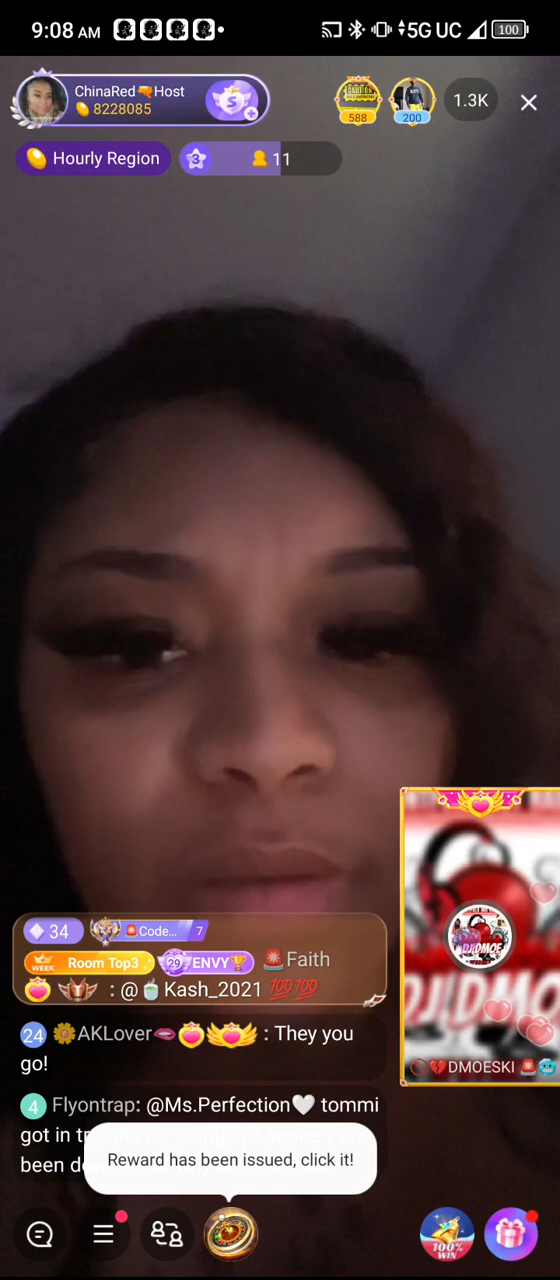 9:08 AM
5G UC
100
ChinaRed Host
8228085
S
588
200
1.3K
Hourly Region
3
11
34
Code... 7
WEEK Room Top3 29 ENVY🏆 🚨Faith
: @🍵Kash_2021 💯💯
24 🌼AKLover👄 : They you
go!
4 Flyontrap: @Ms.Perfection🤍 tommi
got in
been
Reward has been issued, click it!
DJDMOE
🚫💔DMOESKI 🚨🥶
100%
WIN